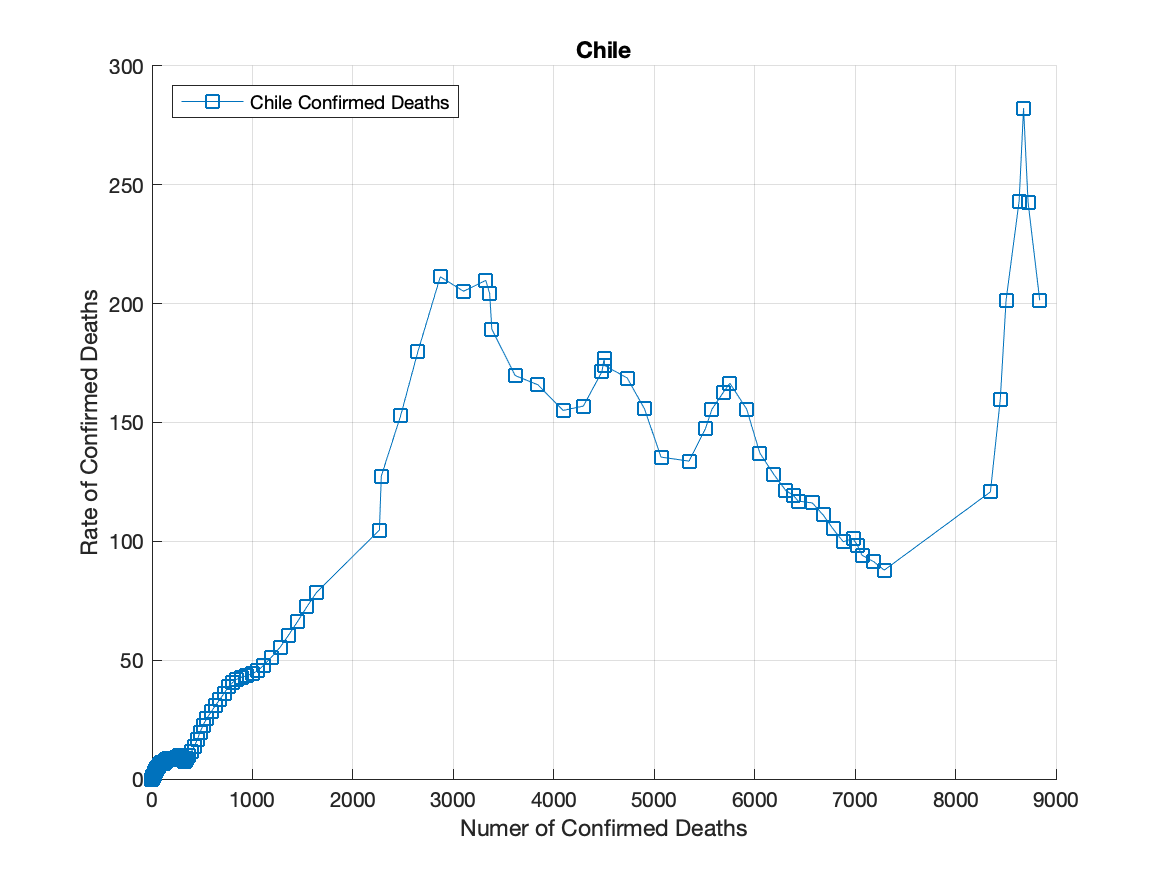 Chile
Chile Confirmed Deaths
300
250
200
150
100
50
0
Rate of Confirmed Deaths
0 1000 2000 3000 4000 5000 6000 7000 8000 9000
Numer of Confirmed Deaths